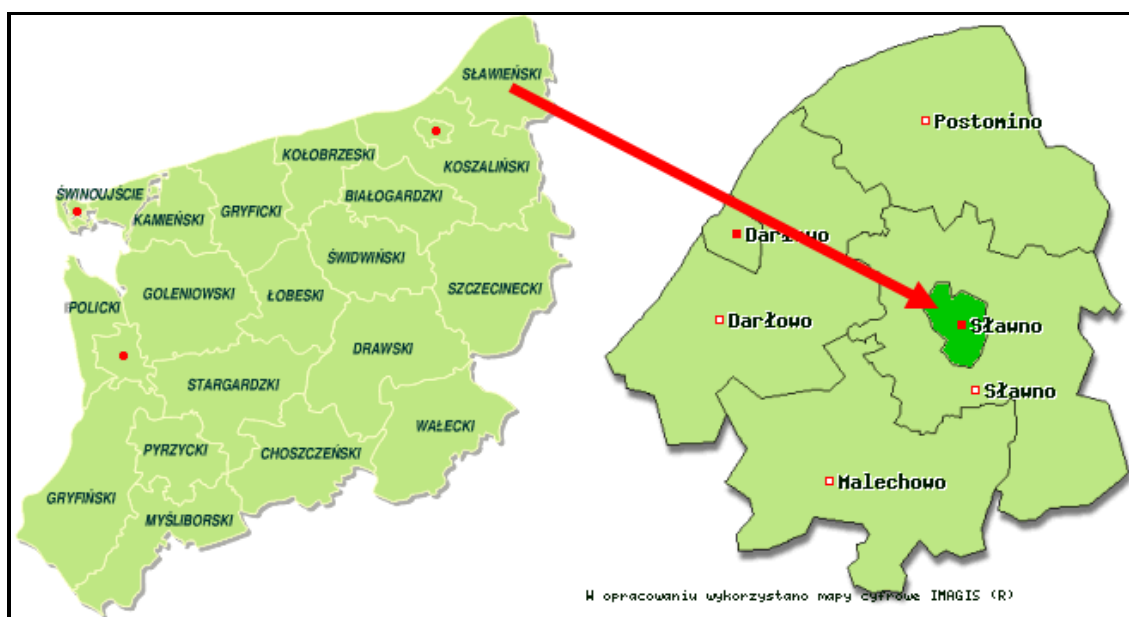 SŁAWIEŃSKI
KOŁOBRZESKI
KOSZALIŃSKI
BIAŁOGARDZKI
ŚWINOUJŚCIE
KAMIEŃSKI
GRYFICKI
ŚWIDWIŃSKI
GOLENIOWSKI
ŁOBESKI
SZCZECINECKI
POLICKI
DRAWSKI
STARGARDZKI
WAŁECKI
PYRZYCKI
CHOSZCZEŃSKI
GRYFIŃSKI
MYŚLIBORSKI
Postomino
Darłowo
Darłowo
Sławno
Sławno
Malechowo
W opracowaniu wykorzystano mapy cyfrowe IMAGIS (R)